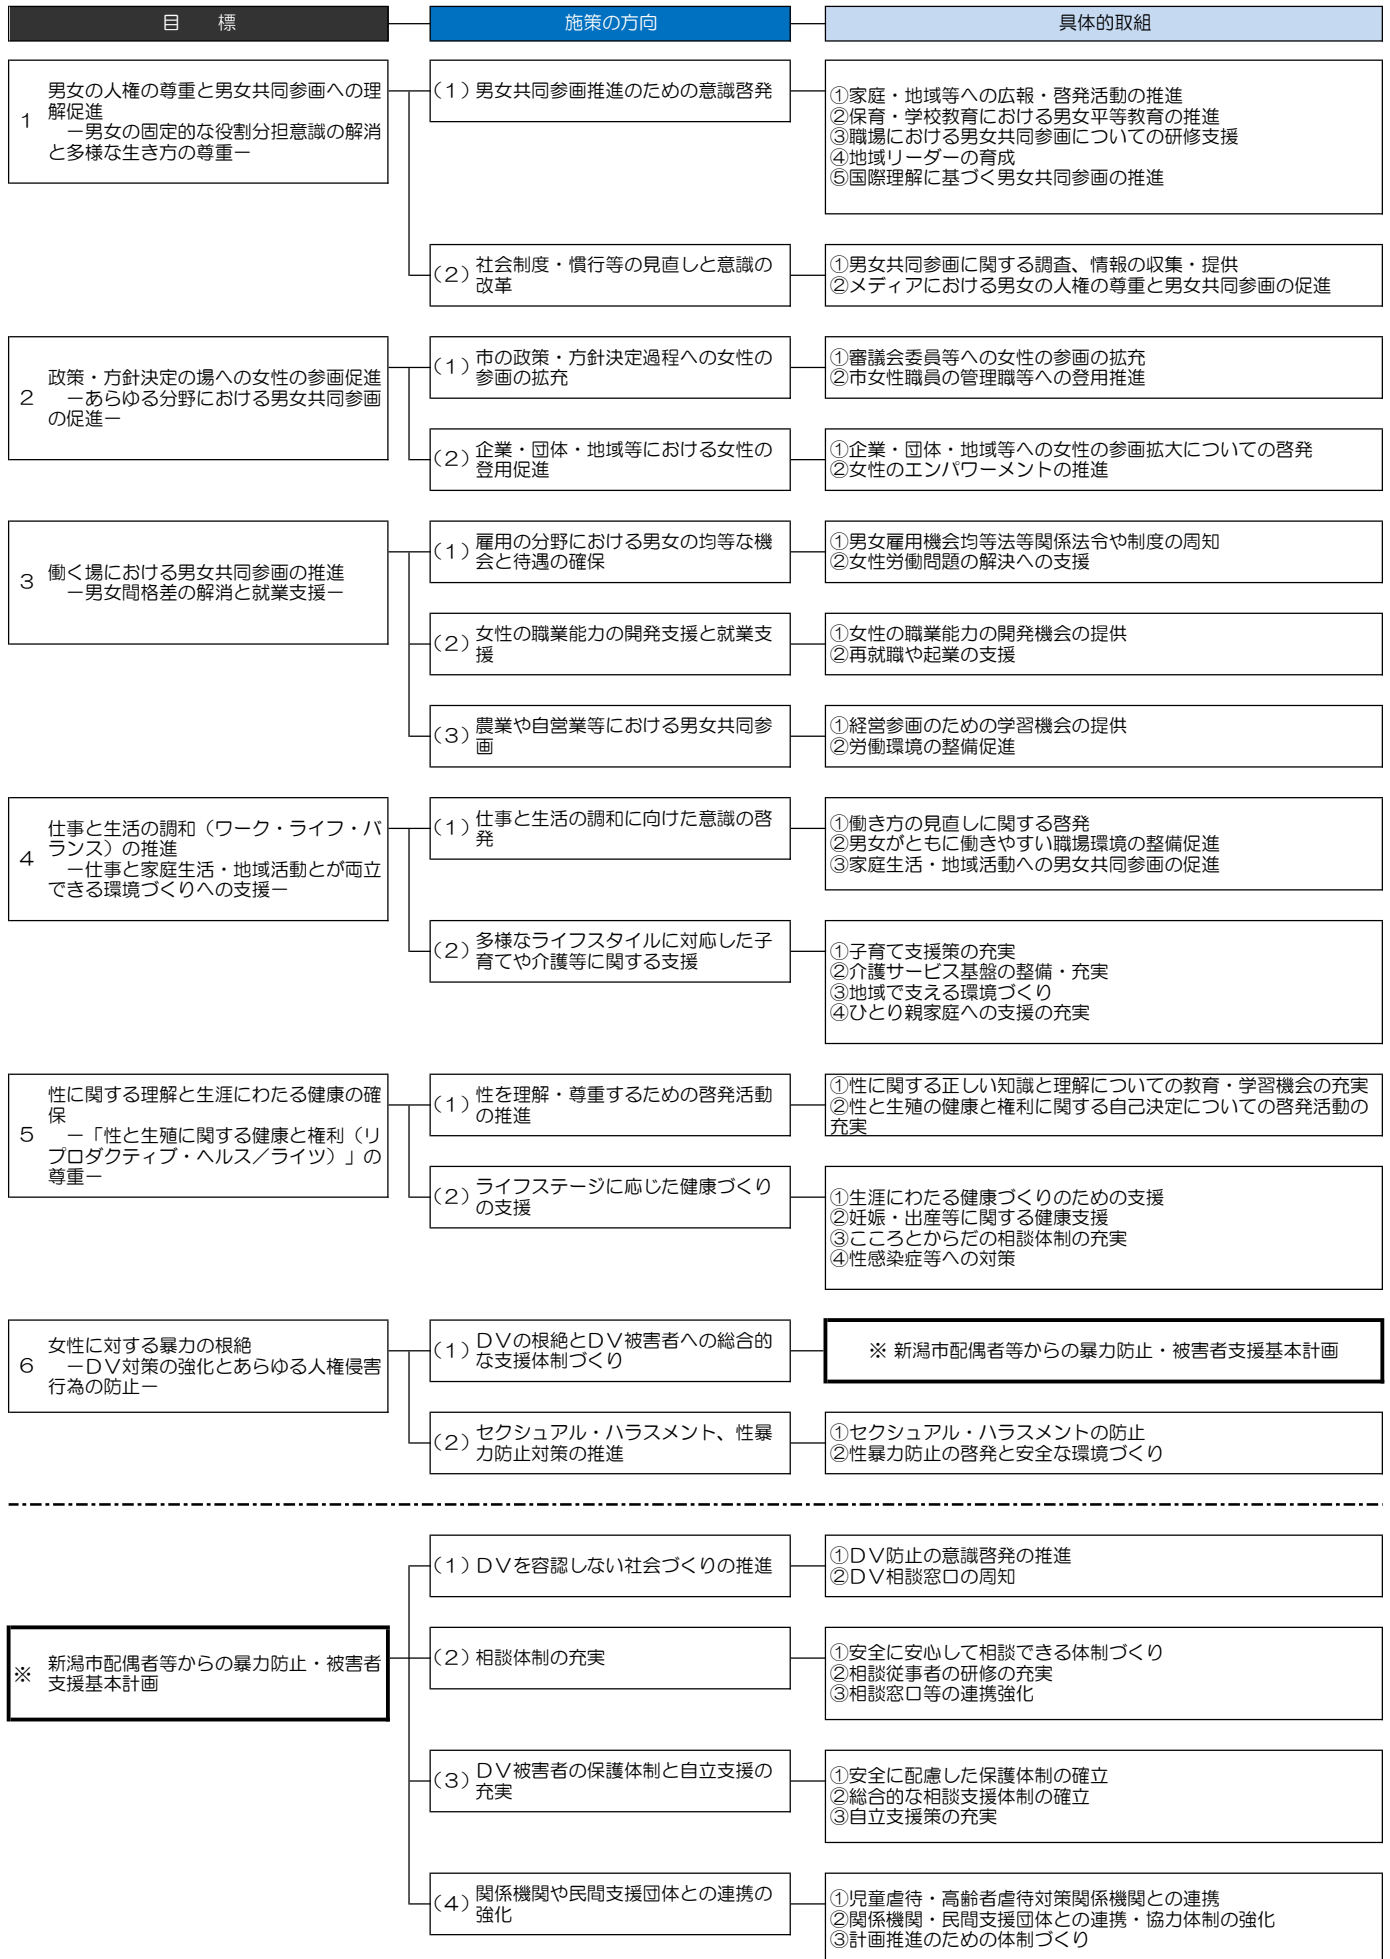 目　　標
施策の方向
具体的取組
1
男女の人権の尊重と男女共同参画への理
解促進
　ー男女の固定的な役割分担意識の解消
と多様な生き方の尊重ー
(1)
男女共同参画推進のための意識啓発
①家庭・地域等への広報・啓発活動の推進
②保育・学校教育における男女平等教育の推進
③職場における男女共同参画についての研修支援
④地域リーダーの育成
⑤国際理解に基づく男女共同参画の推進
(2)
社会制度・慣行等の見直しと意識の
改革
①男女共同参画に関する調査、情報の収集・提供
②メディアにおける男女の人権の尊重と男女共同参画の促進
2
政策・方針決定の場への女性の参画促進
　ーあらゆる分野における男女共同参画
の促進ー
(1)
市の政策・方針決定過程への女性の
参画の拡充
①審議会委員等への女性の参画の拡充
②市女性職員の管理職等への登用推進
(2)
企業・団体・地域等における女性の
登用促進
①企業・団体・地域等への女性の参画拡大についての啓発
②女性のエンパワーメントの推進
3
働く場における男女共同参画の推進
　ー男女間格差の解消と就業支援ー
(1)
雇用の分野における男女の均等な機
会と待遇の確保
①男女雇用機会均等法等関係法令や制度の周知
②女性労働問題の解決への支援
(2)
女性の職業能力の開発支援と就業支
援
①女性の職業能力の開発機会の提供
②再就職や起業の支援
(3)
農業や自営業等における男女共同参
画
①経営参画のための学習機会の提供
②労働環境の整備促進
4
仕事と生活の調和（ワーク・ライフ・バ
ランス）の推進
　ー仕事と家庭生活・地域活動とが両立
できる環境づくりへの支援ー
(1)
仕事と生活の調和に向けた意識の啓
発
①働き方の見直しに関する啓発
②男女がともに働きやすい職場環境の整備促進
③家庭生活・地域活動への男女共同参画の促進
(2)
多様なライフスタイルに対応した子
育てや介護等に関する支援
①子育て支援策の充実
②介護サービス基盤の整備・充実
③地域で支える環境づくり
④ひとり親家庭への支援の充実
5
性に関する理解と生涯にわたる健康の確
保
　ー「性と生殖に関する健康と権利（リ
プロダクティブ・ヘルス／ライツ）」の
尊重ー
(1)
性を理解・尊重するための啓発活動
の推進
①性に関する正しい知識と理解についての教育・学習機会の充実
②性と生殖の健康と権利に関する自己決定についての啓発活動の
充実
(2)
ライフステージに応じた健康づくり
の支援
①生涯にわたる健康づくりのための支援
②妊娠・出産等に関する健康支援
③こころとからだの相談体制の充実
④性感染症等への対策
6
女性に対する暴力の根絶
　ーＤＶ対策の強化とあらゆる人権侵害
行為の防止ー
(1)
ＤＶの根絶とＤＶ被害者への総合的
な支援体制づくり
※ 新潟市配偶者等からの暴力防止・被害者支援基本計画
(2)
セクシュアル・ハラスメント、性暴
力防止対策の推進
①セクシュアル・ハラスメントの防止
②性暴力防止の啓発と安全な環境づくり
※
新潟市配偶者等からの暴力防止・被害者
支援基本計画
(1)
ＤＶを容認しない社会づくりの推進
①ＤＶ防止の意識啓発の推進
②ＤＶ相談窓口の周知
(2)
相談体制の充実
①安全に安心して相談できる体制づくり
②相談従事者の研修の充実
③相談窓口等の連携強化
(3)
ＤＶ被害者の保護体制と自立支援の
充実
①安全に配慮した保護体制の確立
②総合的な相談支援体制の確立
③自立支援策の充実
(4)
関係機関や民間支援団体との連携の
強化
①児童虐待・高齢者虐待対策関係機関との連携
②関係機関・民間支援団体との連携・協力体制の強化
③計画推進のための体制づくり